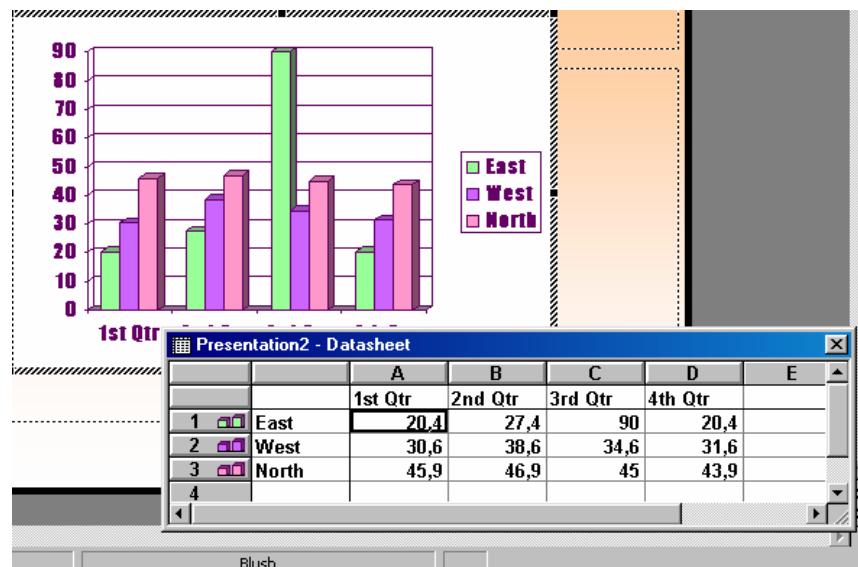 90
80
70
60
50
40
30
20
10
0
East
West
North
1st Qtr
Presentation2 - Datasheet
A B C D E
1st Qtr 2nd Qtr 3rd Qtr 4th Qtr
1 East 20,4 27,4 90 20,4
2 West 30,6 38,6 34,6 31,6
3 North 45,9 46,9 45 43,9
4
Blush